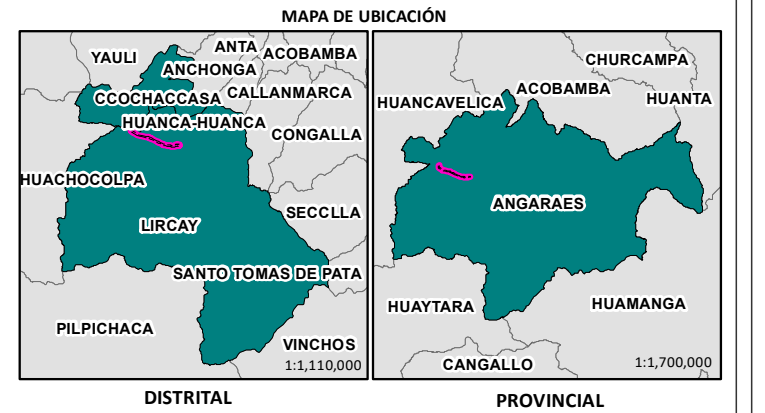 MAPA DE UBICACIÓN
YAULI
ANTA
ACOBAMBA
ANCHONGA
CCOCHACCASA
CALLANMARCA
HUANCA-HUANCA
CONGALLA
HUACHOCOLPA
SECCLLA
LIRCAY
SANTO TOMAS DE PATA
PILPICHACA
VINCHOS
1:1,110,000
DISTRITAL
CHURCAMPA
ACOBAMBA
HUANCAVELICA
HUANTA
ANGARAES
HUAYTARA
HUAMANGA
CANGALLO
1:1,700,000
PROVINCIAL